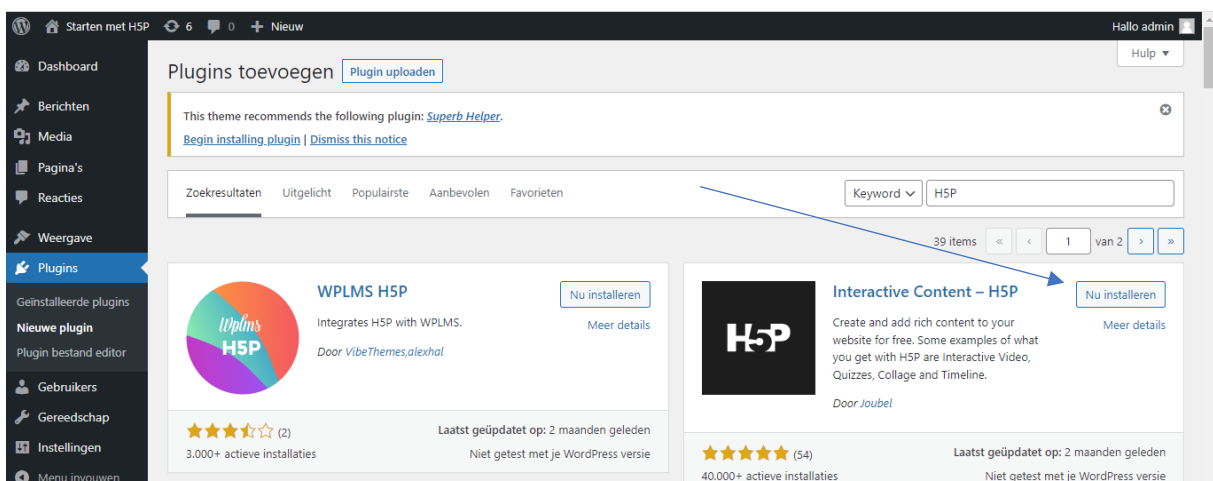 Starten met H5P 6 0 + Nieuw Hallo admin
Hulp ▼
Dashboard
Berichten
Media
Pagina's
Reacties
Weergave
Plugins
Geïnstalleerde plugins
Nieuwe plugin
Plugin bestand editor
Gebruikers
Gereedschap
Instellingen
Menu invouwen
Plugins toevoegen Plugin uploaden
This theme recommends the following plugin: Superb Helper.
Begin installing plugin | Dismiss this notice
Zoekresultaten Uitgelicht Populairste Aanbevolen Favorieten Keyword H5P
39 items « ‹ 1 van 2 › »
WPLMS H5P
Nu installeren
Integrates H5P with WPLMS.
Meer details
Door VibeThemes,alexhal
Wplms
H5P
(2)
3.000+ actieve installaties
Laatst geüpdatet op: 2 maanden geleden
Niet getest met je WordPress versie
Interactive Content – H5P
Nu installeren
Create and add rich content to your
Meer details
website for free. Some examples of what
you get with H5P are Interactive Video,
Quizzes, Collage and Timeline.
Door Joubel
H5P
(54)
40.000+ actieve installaties
Laatst geüpdatet op: 2 maanden geleden
Niet getest met je WordPress versie